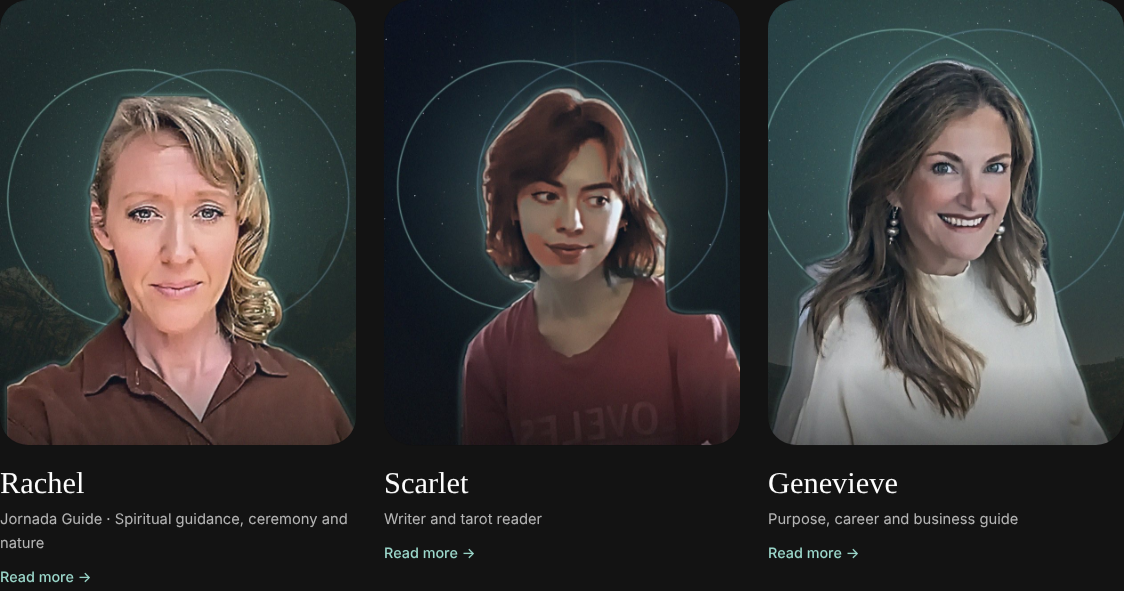 OVELES
Rachel
Jornada Guide · Spiritual guidance, ceremony and
nature
Read more →
Scarlet
Writer and tarot reader
Read more →
Genevieve
Purpose, career and business guide
Read more →